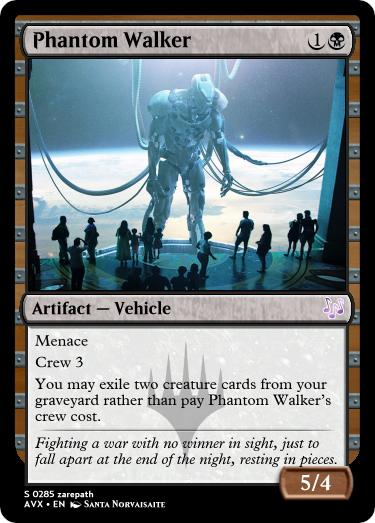 Phantom Walker 1
Artifact — Vehicle
Menace
Crew 3
You may exile two creature cards from your
graveyard rather than pay Phantom Walker's
crew cost.
Fighting a war with no winner in sight, just to
fall apart at the end of the night, resting in pieces.
5/4
S 0285 zarepath
AVX • EN Santa Norvaisaite